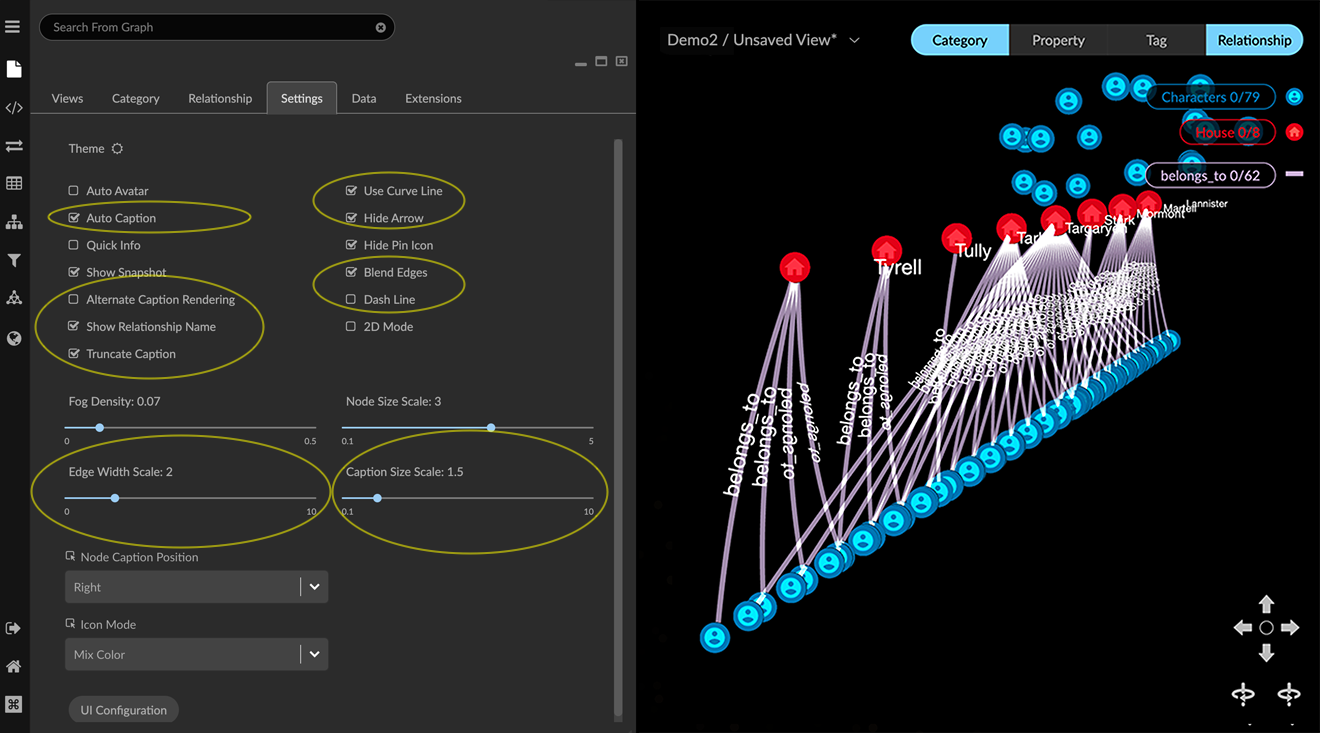 Search From Graph
Views Category Relationship Settings Data Extensions
Theme
Auto Avatar
Auto Caption
Quick Info
Show Snapshot
Alternate Caption Rendering
Show Relationship Name
Truncate Caption
Use Curve Line
Hide Arrow
Hide Pin Icon
Blend Edges
Dash Line
2D Mode
Fog Density: 0.07
0 0.5
Node Size Scale: 3
0.1 5
Edge Width Scale: 2
0 10
Caption Size Scale: 1.5
0.1 10
Node Caption Position
Right
Icon Mode
Mix Color
UI Configuration
Demo2 / Unsaved View*
Category Property Tag Relationship
Characters 0/79
House 0/8
belongs_to 0/62
Lannister
Martell
Mormont
Stark
Targaryen
Tully
Tyrell
belongs_to
belongs_to
belongs_to
belongs_to
belongs_to
belongs_to
belongs_to